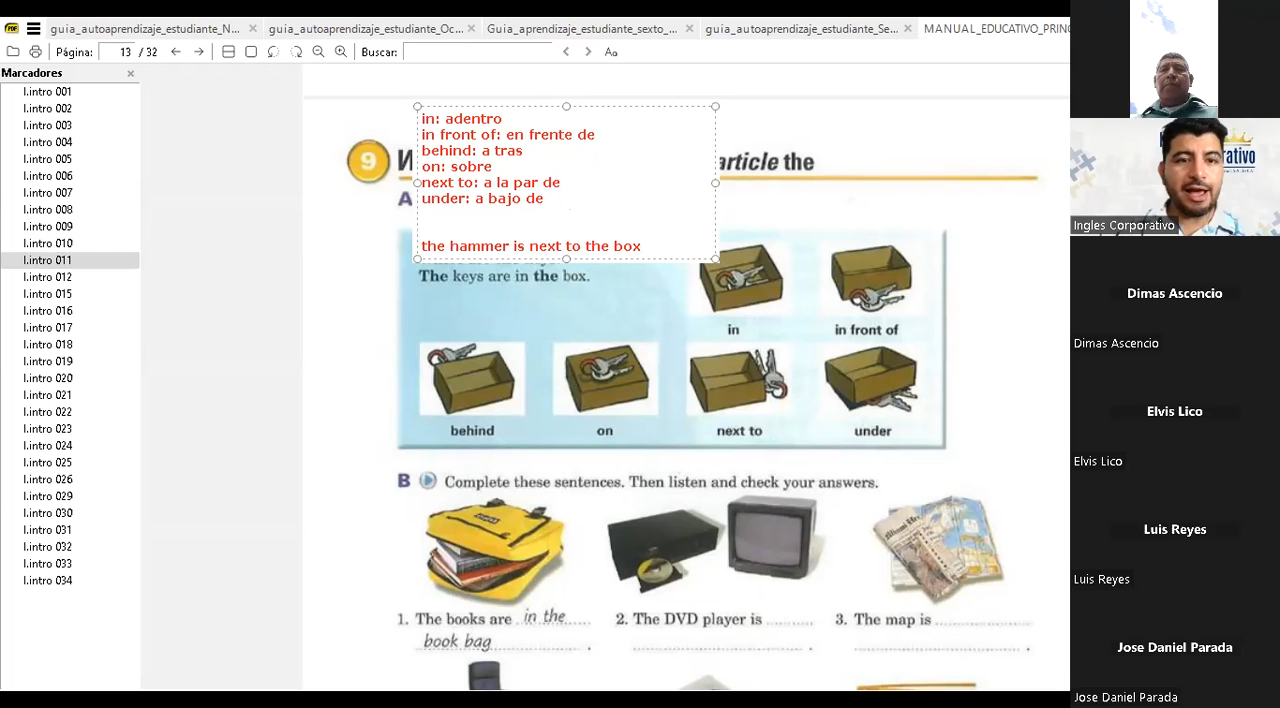 guia_autoaprendizaje_estudiante_N...
guia_autoaprendizaje_estudiante_Oc...
Guia_aprendizaje_estudiante_sexto_...
guia_autoaprendizaje_estudiante_Se...
MANUAL_EDUCATIVO_PRINC
Página: 13 / 32
Buscar:
Aa
Marcadores
I.intro 001
I.intro 002
I.intro 003
I.intro 004
I.intro 005
I.intro 006
I.intro 007
I.intro 008
I.intro 009
I.intro 010
I.intro 011
I.intro 012
I.intro 015
I.intro 016
I.intro 017
I.intro 018
I.intro 019
I.intro 020
I.intro 021
I.intro 022
I.intro 023
I.intro 024
I.intro 025
I.intro 026
I.intro 029
I.intro 030
I.intro 031
I.intro 032
I.intro 033
I.intro 034
in: adentro
in front of: en frente de
behind: a tras
on: sobre
next to: a la par de
under: a bajo de
the hammer is next to the box
9 article the
A
The keys are in the box.
in
in front of
behind
on
next to
under
B Complete these sentences. Then listen and check your answers.
1. The books are in the
book bag .
2. The DVD player is ........
3. The map is ........
Ingles Corporativo
Dimas Ascencio
Dimas Ascencio
Elvis Lico
Elvis Lico
Luis Reyes
Luis Reyes
Jose Daniel Parada
Jose Daniel Parada